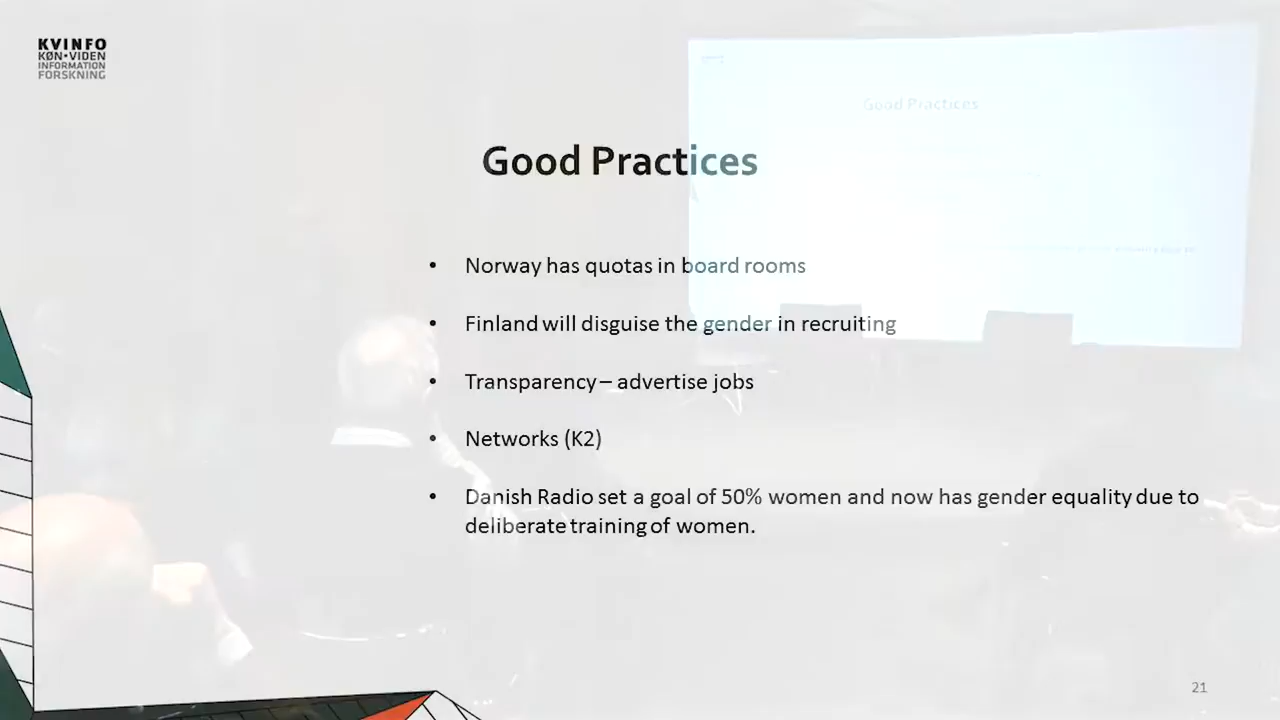 KVINFO
KØN•VIDEN
INFORMATION
FORSKNING
Good Practices
Good Practices
• Norway has quotas in board rooms
• Finland will disguise the gender in recruiting
• Transparency – advertise jobs
• Networks (K2)
• Danish Radio set a goal of 50% women and now has gender equality due to
deliberate training of women.
21